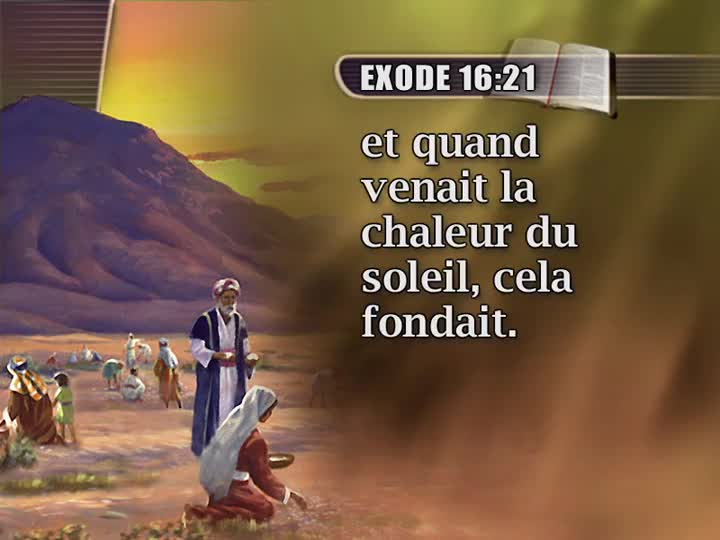 EXODE 16:21
et quand
venait la
chaleur du
soleil, cela
fondait.